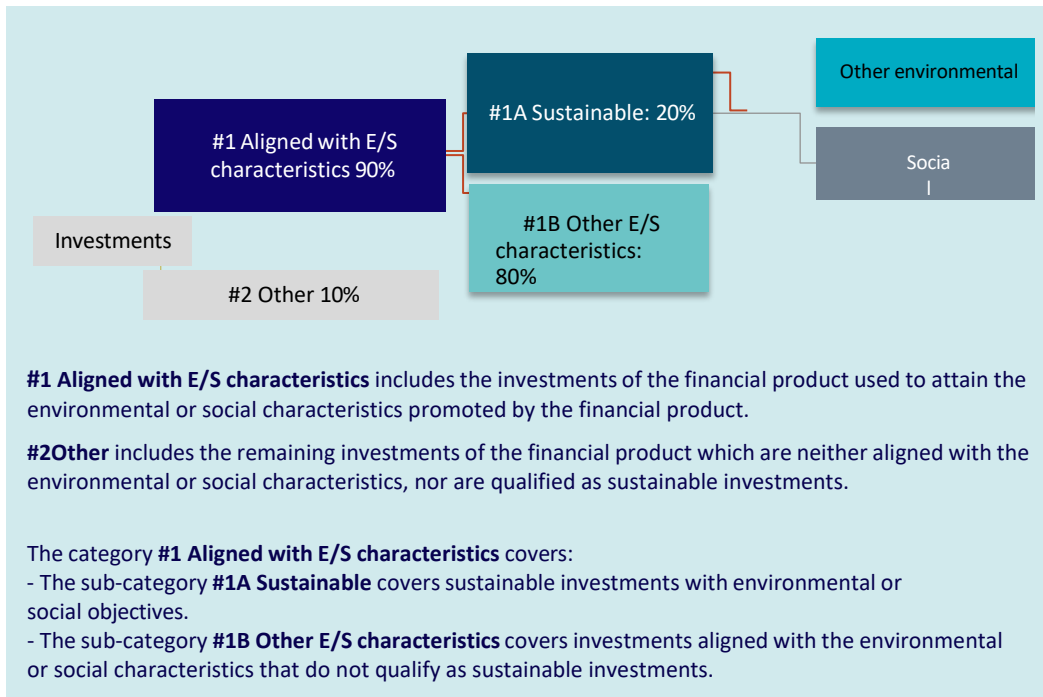 Other environmental
#1A Sustainable: 20%
#1 Aligned with E/S
characteristics 90%
Socia
l
#1B Other E/S
characteristics:
80%
Investments
#2 Other 10%
#1 Aligned with E/S characteristics includes the investments of the financial product used to attain the
environmental or social characteristics promoted by the financial product.
#2Other includes the remaining investments of the financial product which are neither aligned with the
environmental or social characteristics, nor are qualified as sustainable investments.
The category #1 Aligned with E/S characteristics covers:
- The sub-category #1A Sustainable covers sustainable investments with environmental or
social objectives.
- The sub-category #1B Other E/S characteristics covers investments aligned with the environmental
or social characteristics that do not qualify as sustainable investments.